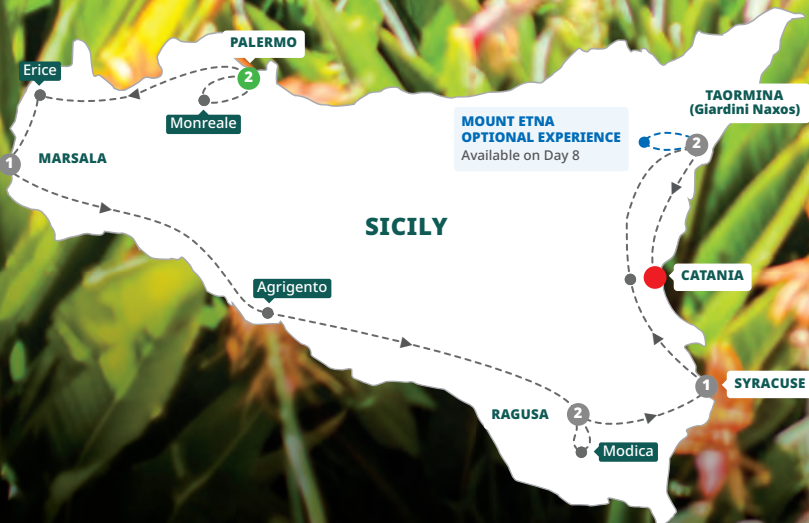 PALERMO
2
Erice
Monreale
1
MARSALA
MOUNT ETNA
OPTIONAL EXPERIENCE
Available on Day 8
TAORMINA
(Giardini Naxos)
2
SICILY
CATANIA
Agrigento
1
SYRACUSE
RAGUSA
2
Modica